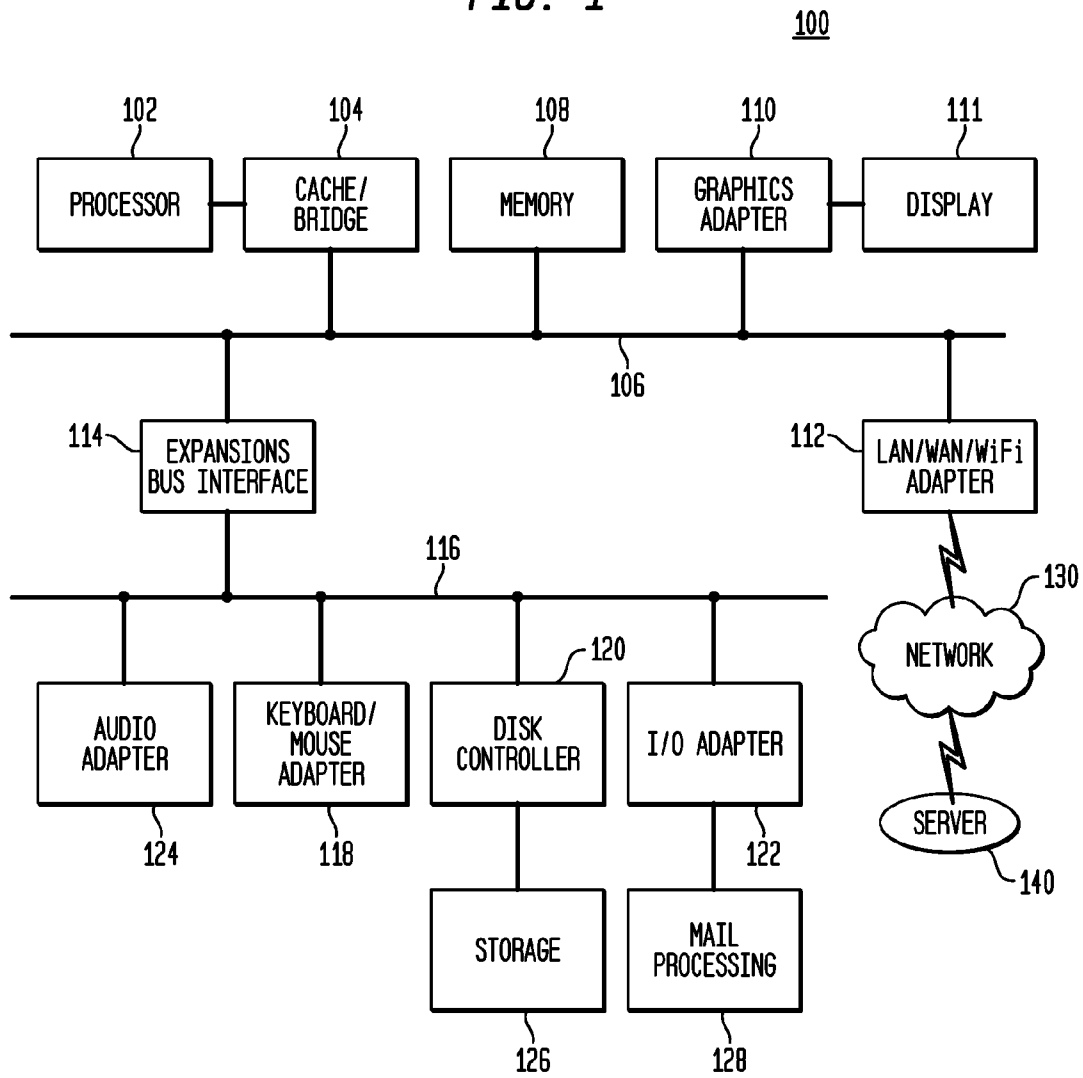 FIG. 1
100
102
104
108
110
111
PROCESSOR
CACHE/
BRIDGE
MEMORY
GRAPHICS
ADAPTER
DISPLAY
106
114
EXPANSIONS
BUS INTERFACE
112
LAN/WAN/WiFi
ADAPTER
116
130
NETWORK
120
AUDIO
ADAPTER
KEYBOARD/
MOUSE
ADAPTER
DISK
CONTROLLER
I/O ADAPTER
SERVER
124
118
122
140
STORAGE
MAIL
PROCESSING
126
128